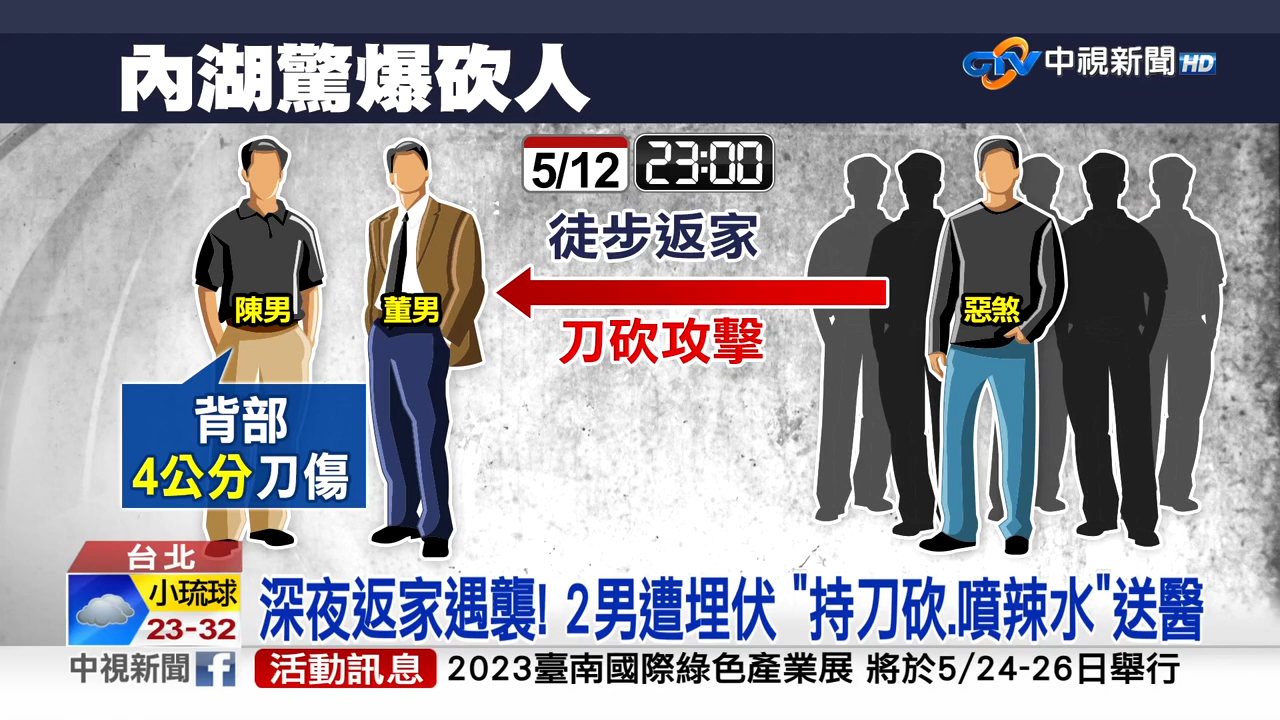 內湖驚爆砍人
CTV 中視新聞 HD
5/12
23:00
徒步返家
刀砍攻擊
陳男
董男
惡煞
背部
4公分刀傷
台北
小琉球
23-32
深夜返家遇襲! 2男遭埋伏 "持刀砍.噴辣水"送醫
中視新聞 f
活動訊息 2023臺南國際綠色產業展 將於5/24-26日舉行